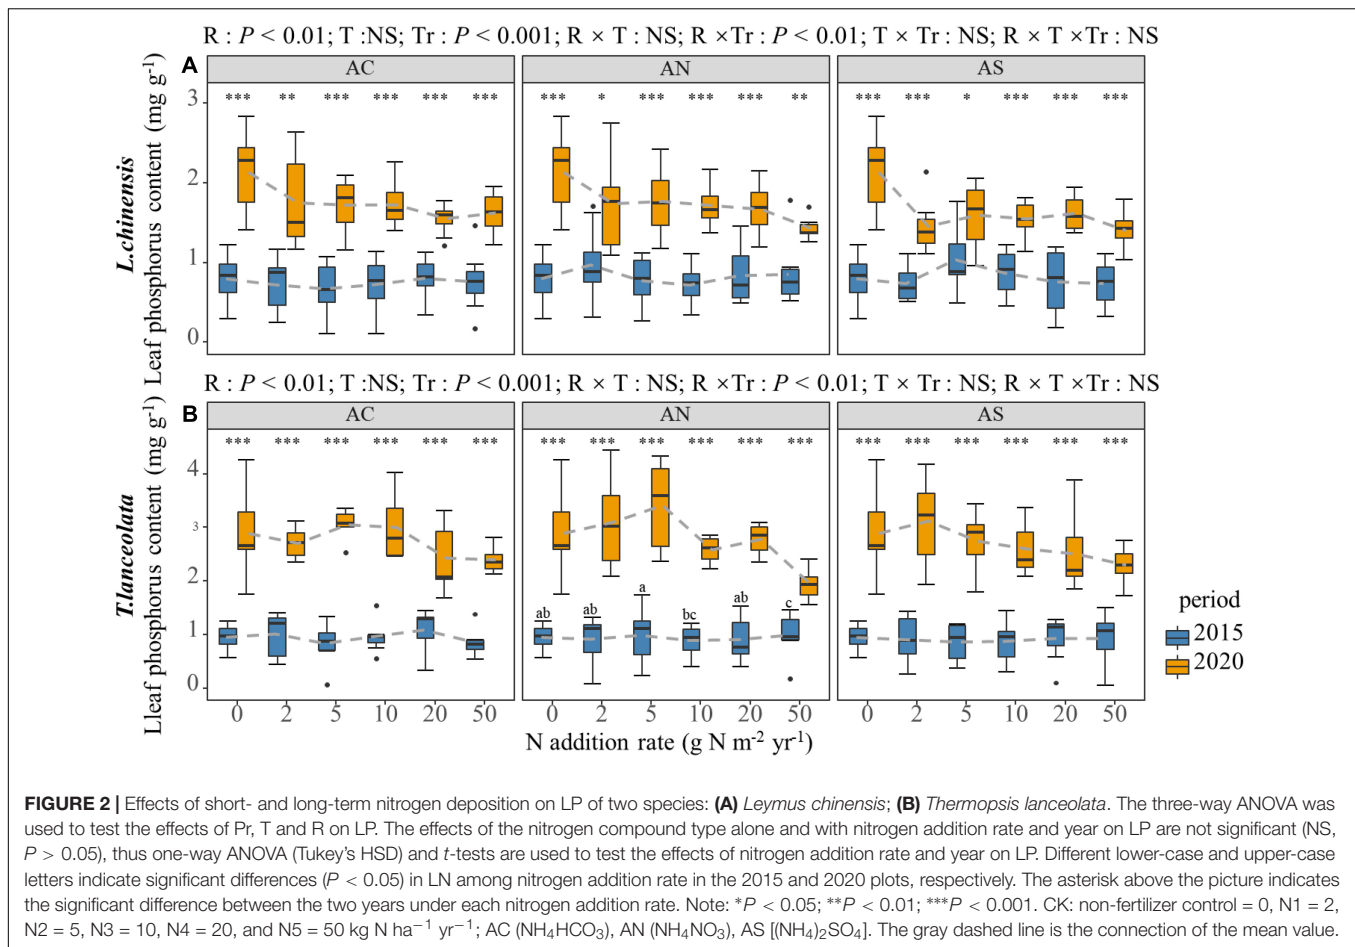 R : P < 0.01; T :NS; Tr : P < 0.001; R × T : NS; R ×Tr : P < 0.01; T × Tr : NS; R × T ×Tr : NS
A
AC AN AS
*** ** *** *** *** *** *** * *** *** *** ** *** *** * *** *** ***
L.chinensis
Leaf phosphorus content (mg g-1)
3
2
1
0
R : P < 0.01; T :NS; Tr : P < 0.001; R × T : NS; R ×Tr : P < 0.01; T × Tr : NS; R × T ×Tr : NS
B
AC AN AS
*** *** *** *** *** *** *** *** *** *** *** *** *** *** *** *** *** ***
T.lanceolata
Lleaf phosphorus content (mg g-1)
4
3
2
1
0
ab ab a bc ab c
0 2 5 10 20 50 0 2 5 10 20 50 0 2 5 10 20 50
N addition rate (g N m-2 yr-1)
period
2015
2020
FIGURE 2 | Effects of short- and long-term nitrogen deposition on LP of two species: (A) Leymus chinensis; (B) Thermopsis lanceolata. The three-way ANOVA was
used to test the effects of Pr, T and R on LP. The effects of the nitrogen compound type alone and with nitrogen addition rate and year on LP are not significant (NS,
P > 0.05), thus one-way ANOVA (Tukey's HSD) and t-tests are used to test the effects of nitrogen addition rate and year on LP. Different lower-case and upper-case
letters indicate significant differences (P < 0.05) in LN among nitrogen addition rate in the 2015 and 2020 plots, respectively. The asterisk above the picture indicates
the significant difference between the two years under each nitrogen addition rate. Note: *P < 0.05; **P < 0.01; ***P < 0.001. CK: non-fertilizer control = 0, N1 = 2,
N2 = 5, N3 = 10, N4 = 20, and N5 = 50 kg N ha−1 yr−1; AC (NH4HCO3), AN (NH4NO3), AS [(NH4)2SO4]. The gray dashed line is the connection of the mean value.